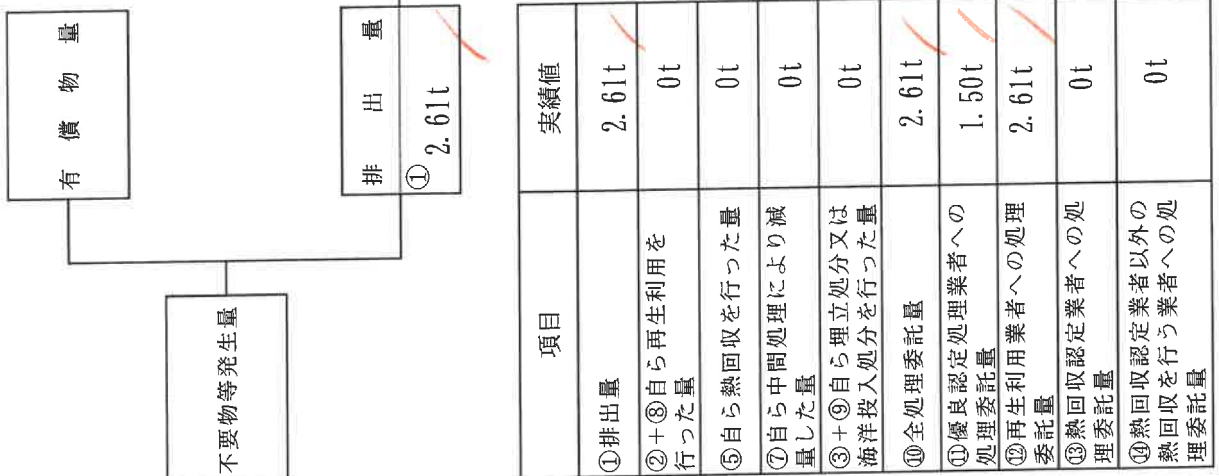 有償物量
不要物等発生量
排出量
① 2.61t
項目 実績値
①排出量 2.61t
②+⑧自ら再生利用を
行った量 0t
⑤自ら熱回収を行った量 0t
⑦自ら中間処理により減
量した量 0t
③+⑨自ら埋立処分又は
海洋投入処分を行った量 0t
⑩全処理委託量 2.61t
⑪優良認定処理業者への
処理委託量 1.50t
⑫再生利用業者への処理
委託量 2.61t
⑬熱回収認定業者への処
理委託量 0t
⑭熱回収認定業者以外の
熱回収を行う業者への処
理委託量 0t